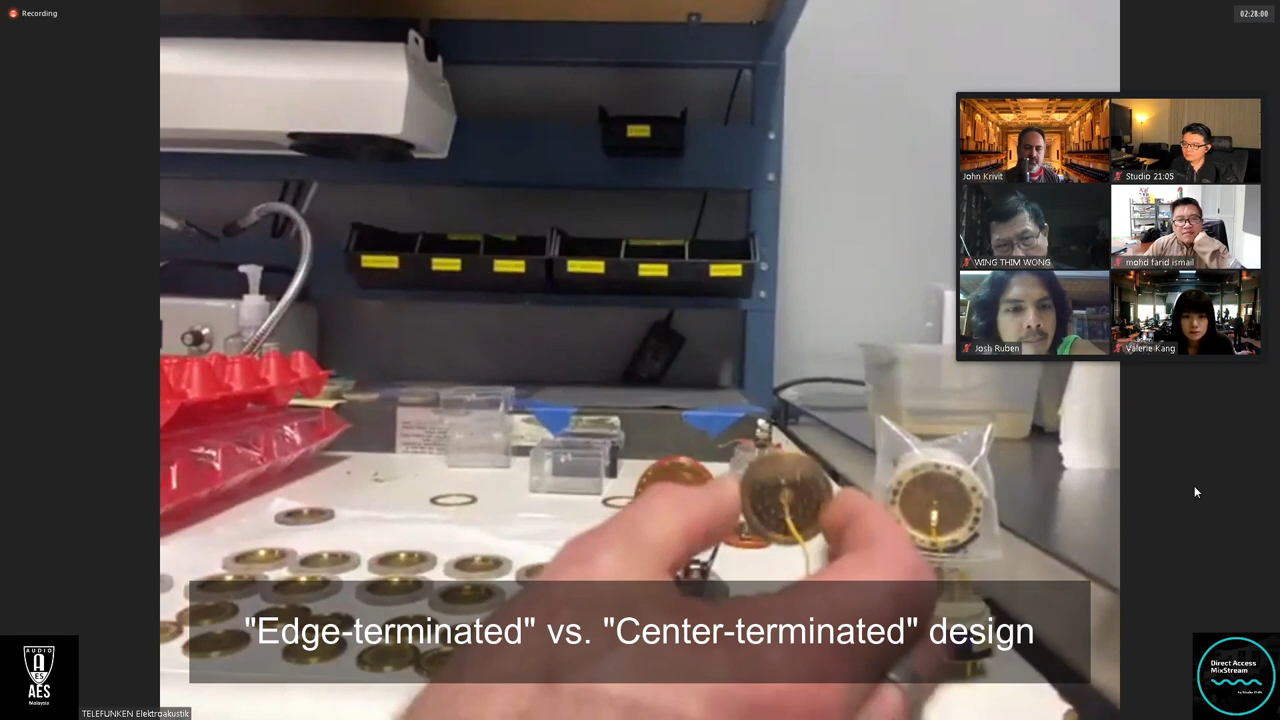 Recording
02:28:00
John Krivit
Studio 21:05
WING THIM WONG
mohd farid ismail
Josh Ruben
Valerie Kang
"Edge-terminated" vs. "Center-terminated" design
AUDIO
AES
Malaysia
TELEFUNKEN Elektroakustik
Direct Access
MixStream